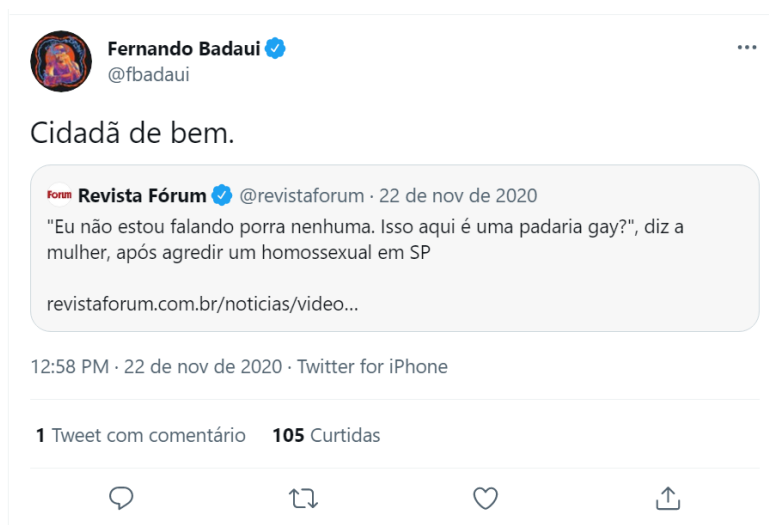 Fernando Badaui
@fbadaui
Cidadã de bem.
Forum Revista Fórum @revistaforum · 22 de nov de 2020
"Eu não estou falando porra nenhuma. Isso aqui é uma padaria gay?", diz a
mulher, após agredir um homossexual em SP
revistaforum.com.br/noticias/video...
12:58 PM · 22 de nov de 2020 · Twitter for iPhone
1 Tweet com comentário 105 Curtidas